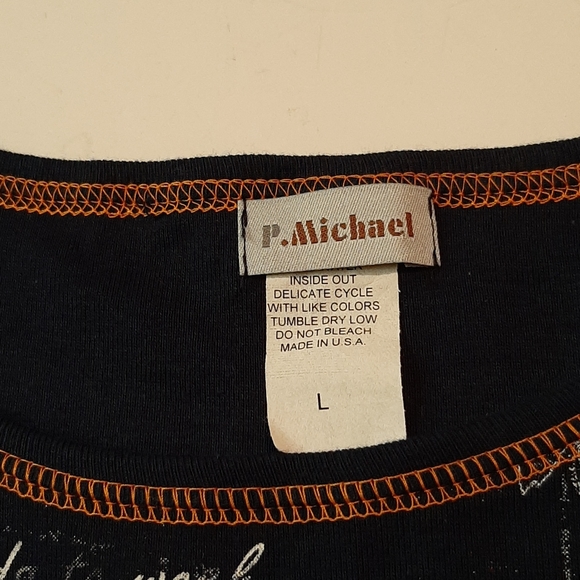 P.Michael
INSIDE OUT
DELICATE CYCLE
WITH LIKE COLORS
TUMBLE DRY LOW
DO NOT BLEACH
MADE IN U.S.A.
L